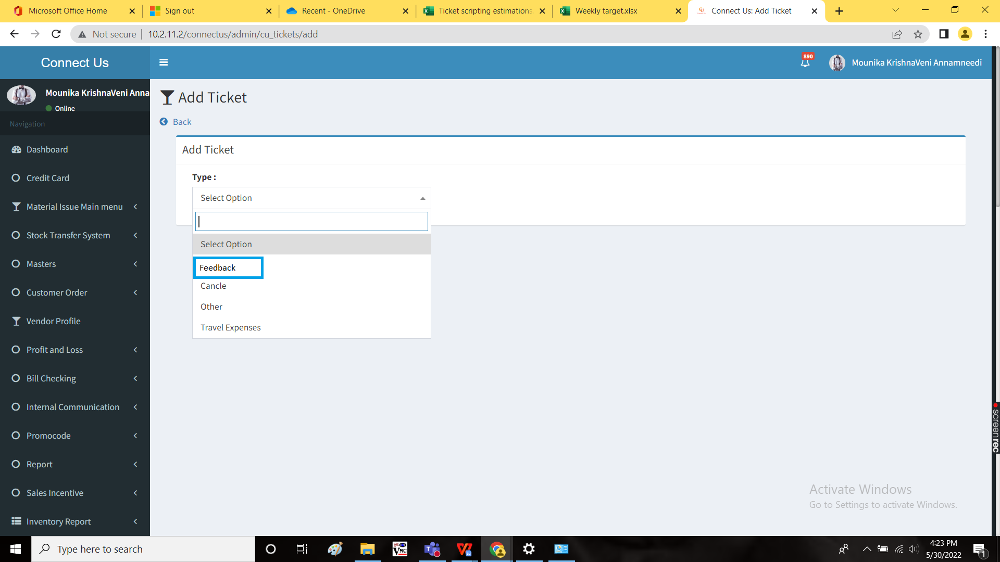 Microsoft Office Home
Sign out
Recent - OneDrive
Ticket scripting estimations.
Weekly target.xlsx
Connect Us: Add Ticket
Not secure
10.2.11.2/connectus/admin/cu_tickets/add
Connect Us
890
Mounika KrishnaVeni Annamneedi
Mounika KrishnaVeni Anna
Online
Navigation
Dashboard
Credit Card
Material Issue Main menu
Stock Transfer System
Masters
Customer Order
Vendor Profile
Profit and Loss
Bill Checking
Internal Communication
Promocode
Report
Sales Incentive
Inventory Report
Add Ticket
Back
Add Ticket
Type :
Select Option
Select Option
Feedback
Cancle
Other
Travel Expenses
screenrec
Activate Windows
Go to Settings to activate Windows.
Type here to search
VNC
4:23 PM
5/30/2022
1